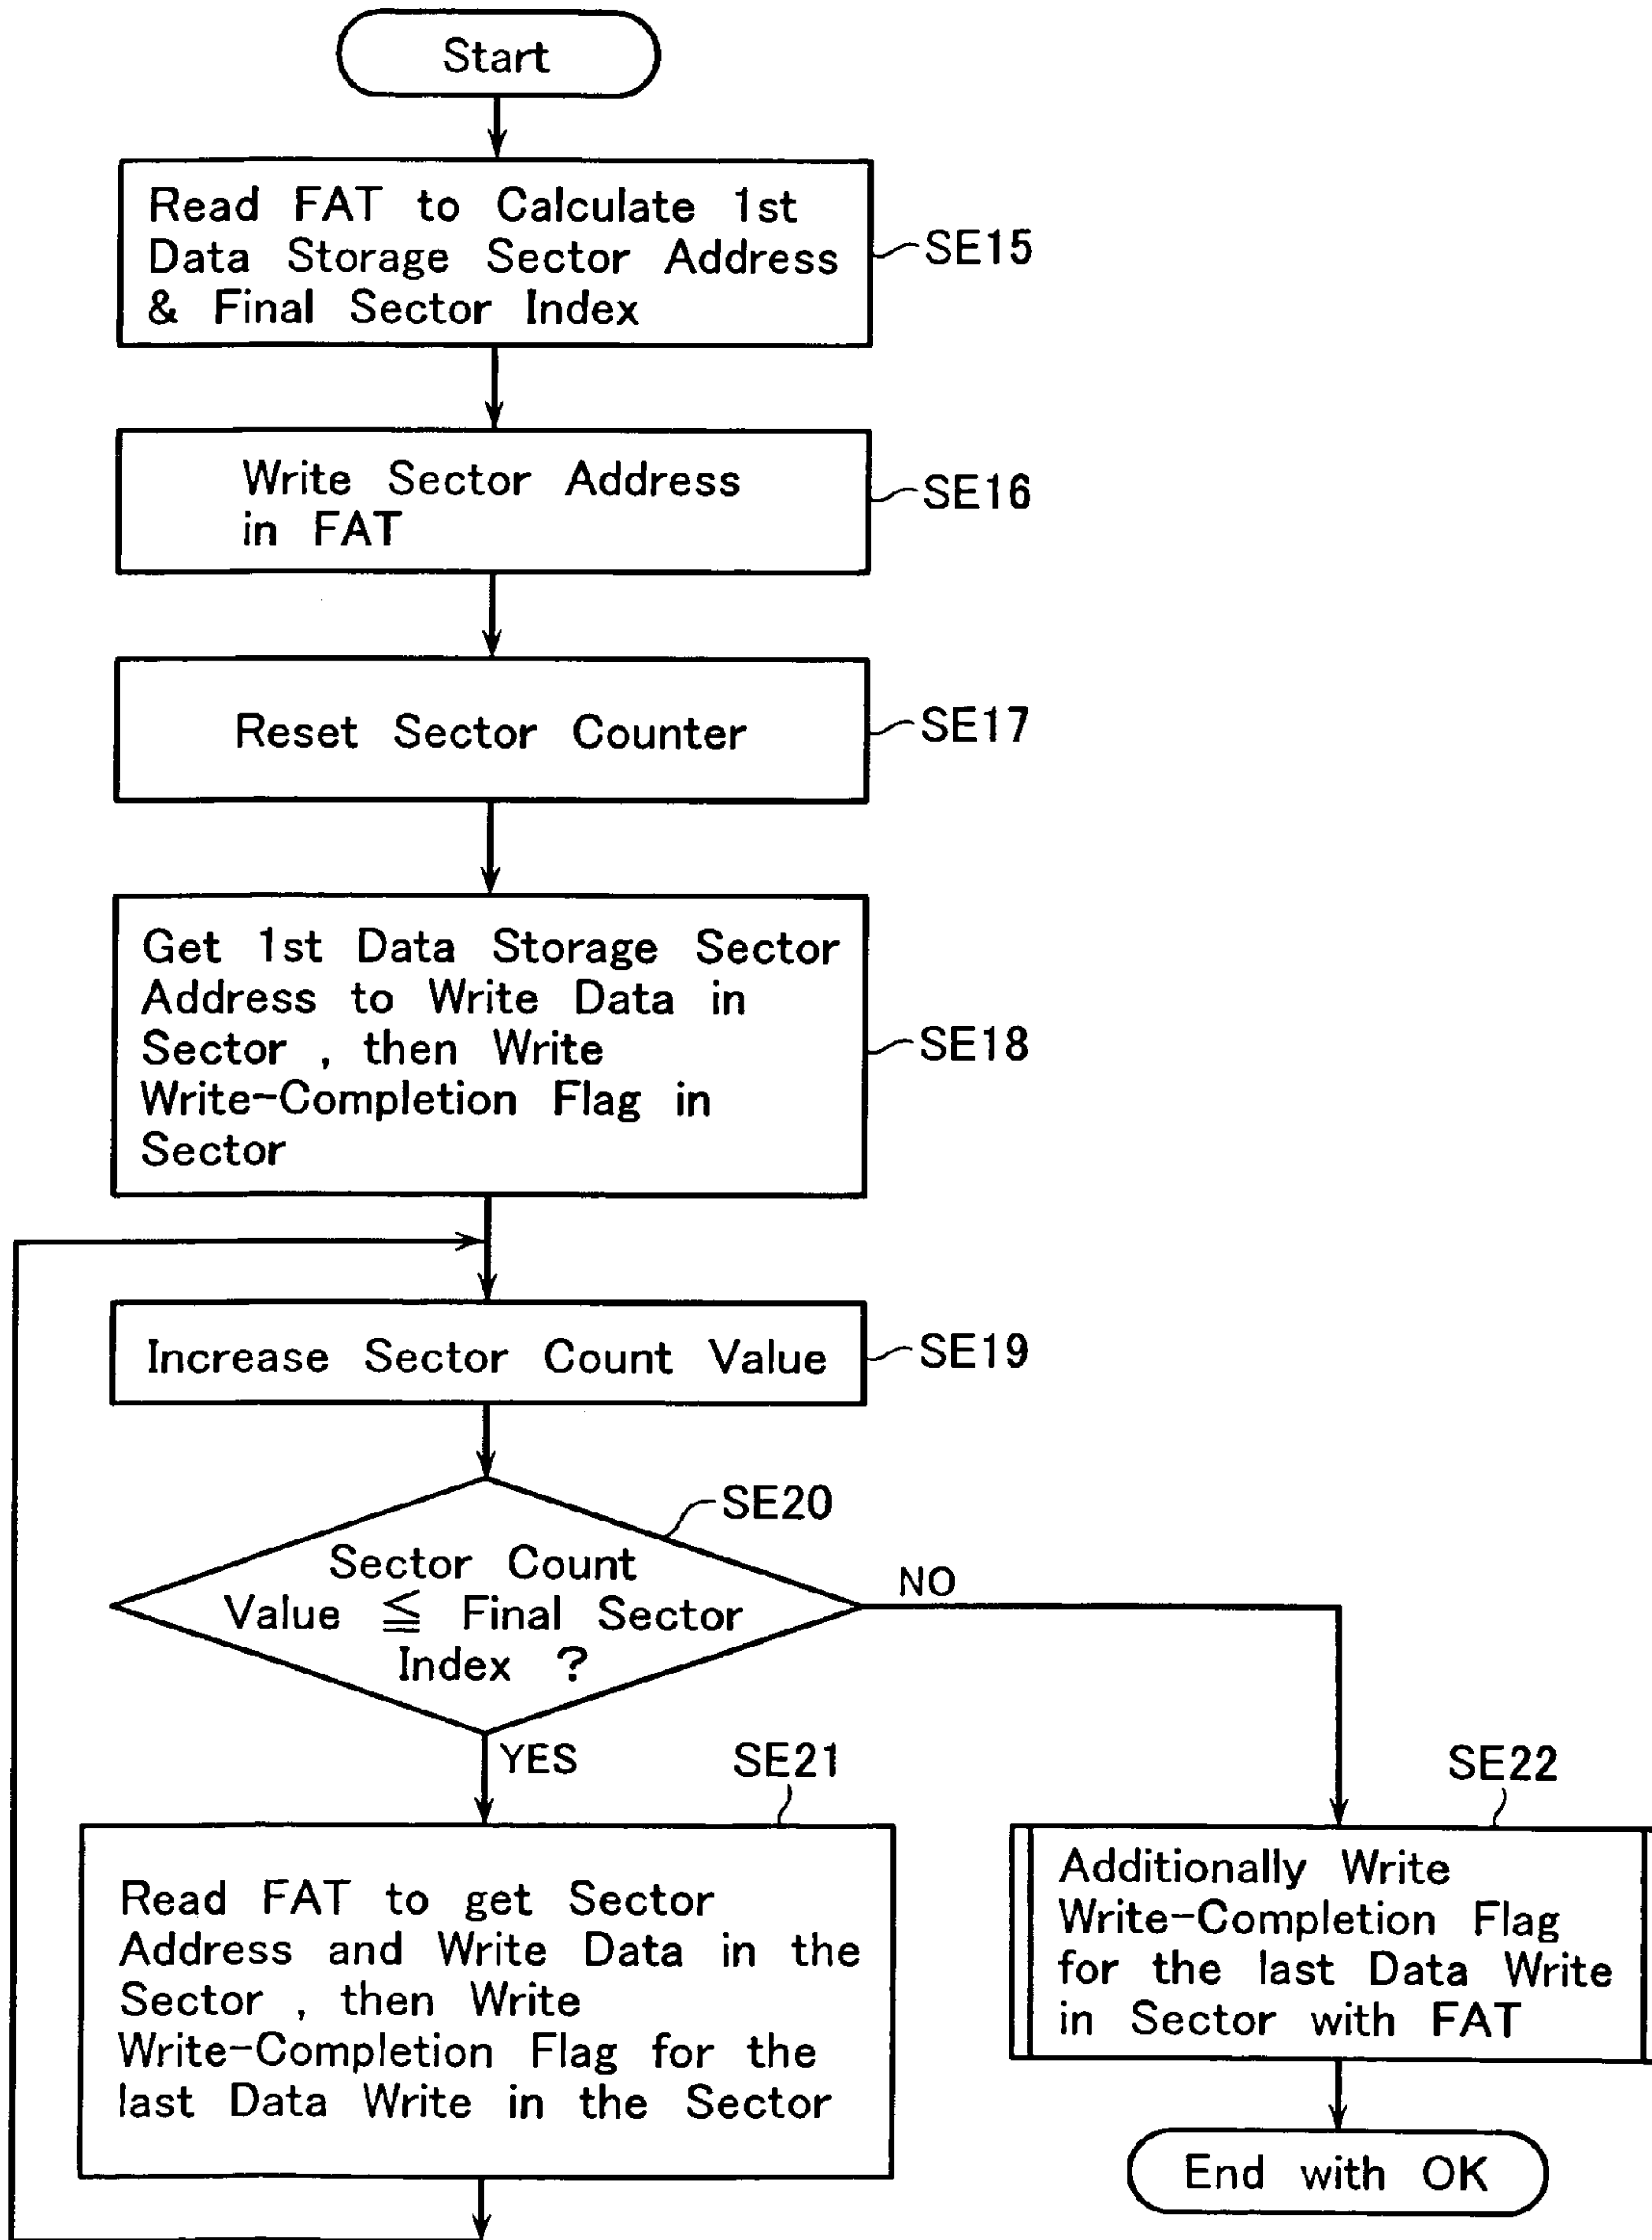 Start
Read FAT to Calculate 1st
Data Storage Sector Address
& Final Sector Index
SE15
Write Sector Address
in FAT
SE16
Reset Sector Counter
SE17
Get 1st Data Storage Sector
Address to Write Data in
Sector , then Write
Write-Completion Flag in
Sector
SE18
Increase Sector Count Value
SE19
SE20
Sector Count
Value ≦ Final Sector
Index ?
NO
YES
SE21
Read FAT to get Sector
Address and Write Data in the
Sector , then Write
Write-Completion Flag for the
last Data Write in the Sector
SE22
Additionally Write
Write-Completion Flag
for the last Data Write
in Sector with FAT
End with OK